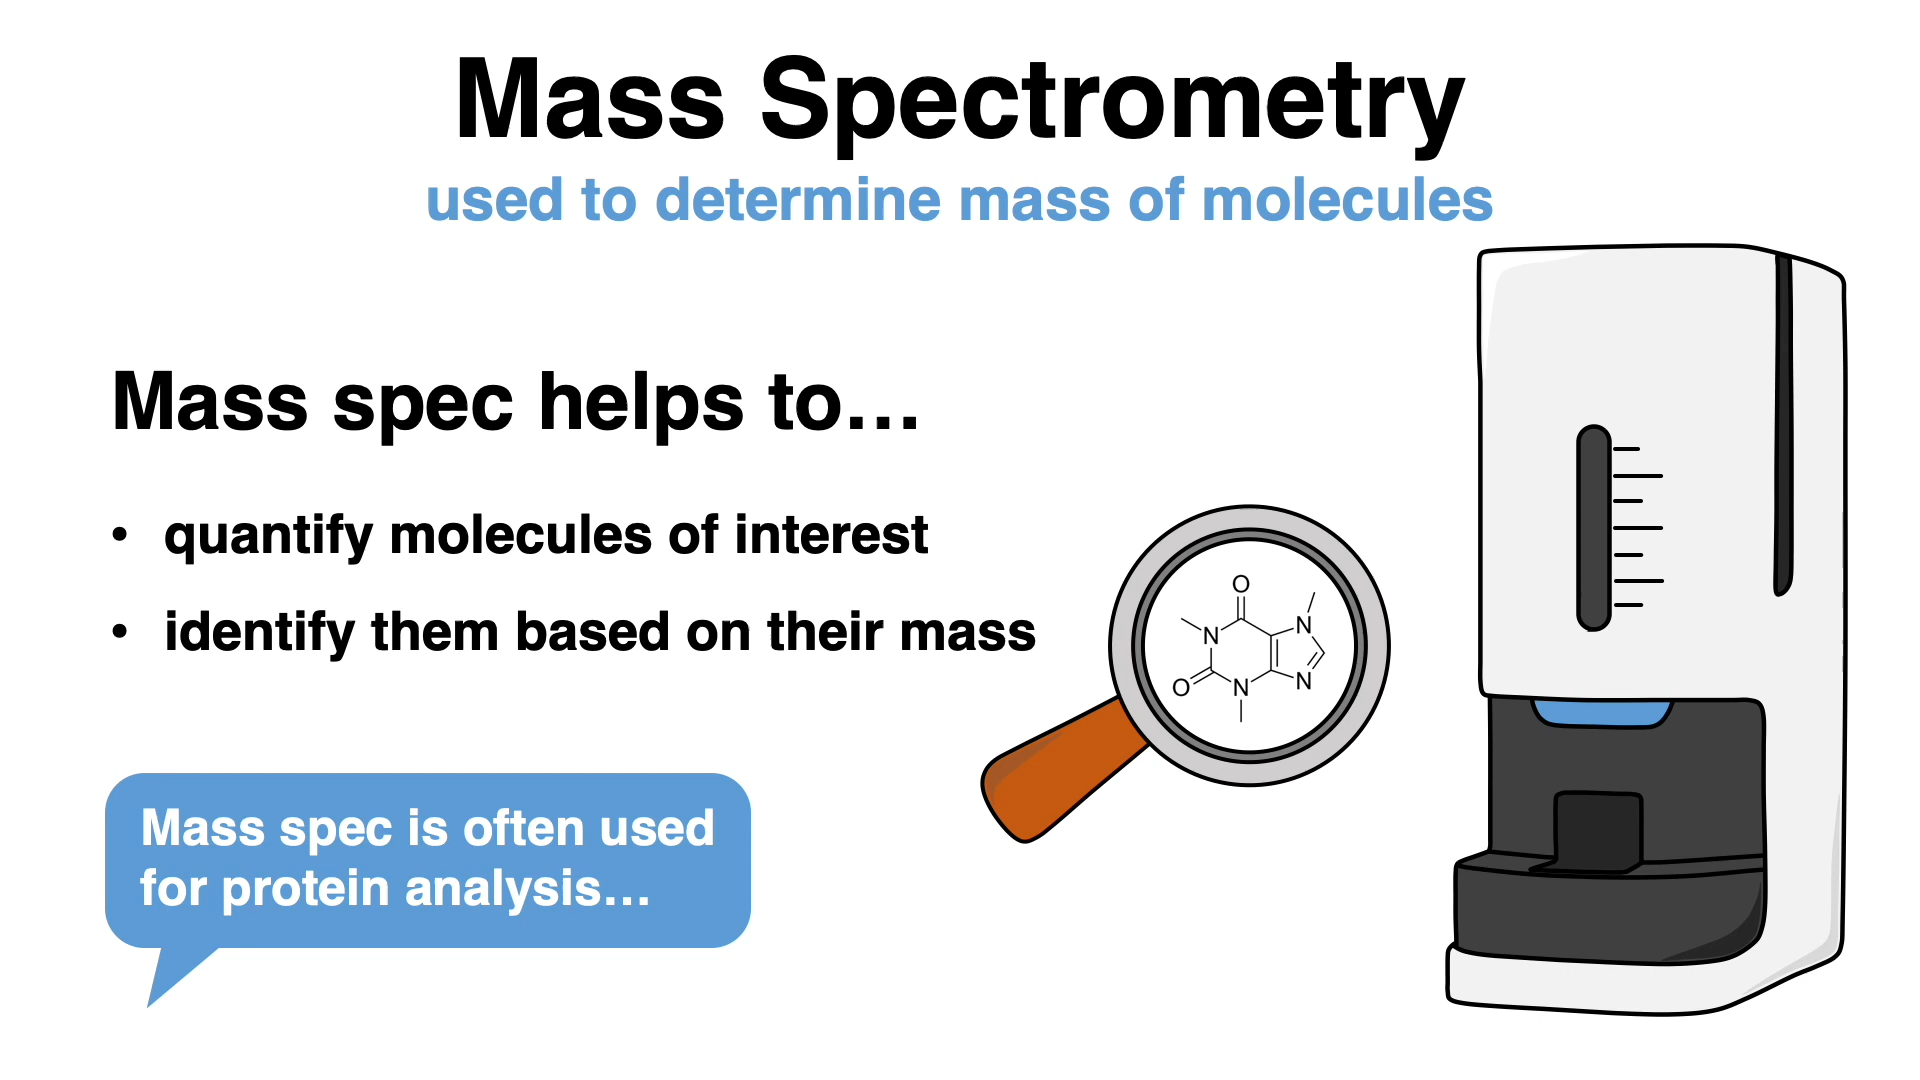 Mass Spectrometry
used to determine mass of molecules
Mass spec helps to…
• quantify molecules of interest
• identify them based on their mass
O
N
N
O
N
N
Mass spec is often used
for protein analysis…